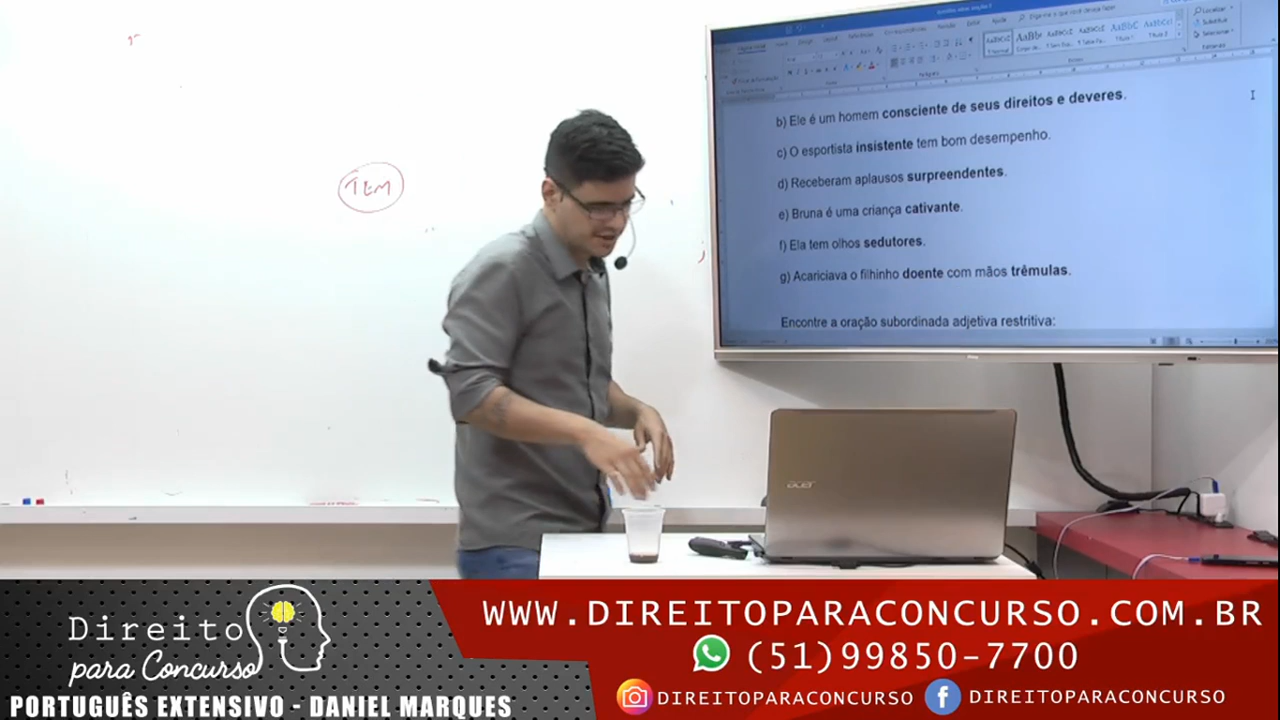 TEM
b) Ele é um homem consciente de seus direitos e deveres.
c) O esportista insistente tem bom desempenho.
d) Receberam aplausos surpreendentes.
e) Bruna é uma criança cativante.
f) Ela tem olhos sedutores.
g) Acariciava o filhinho doente com mãos trêmulas.
Encontre a oração subordinada adjetiva restritiva:
acer
Direito
para Concurso
PORTUGUÊS EXTENSIVO - DANIEL MARQUES
WWW.DIREITOPARACONCURSO.COM.BR
(51)99850-7700
DIREITOPARACONCURSO DIREITOPARACONCURSO